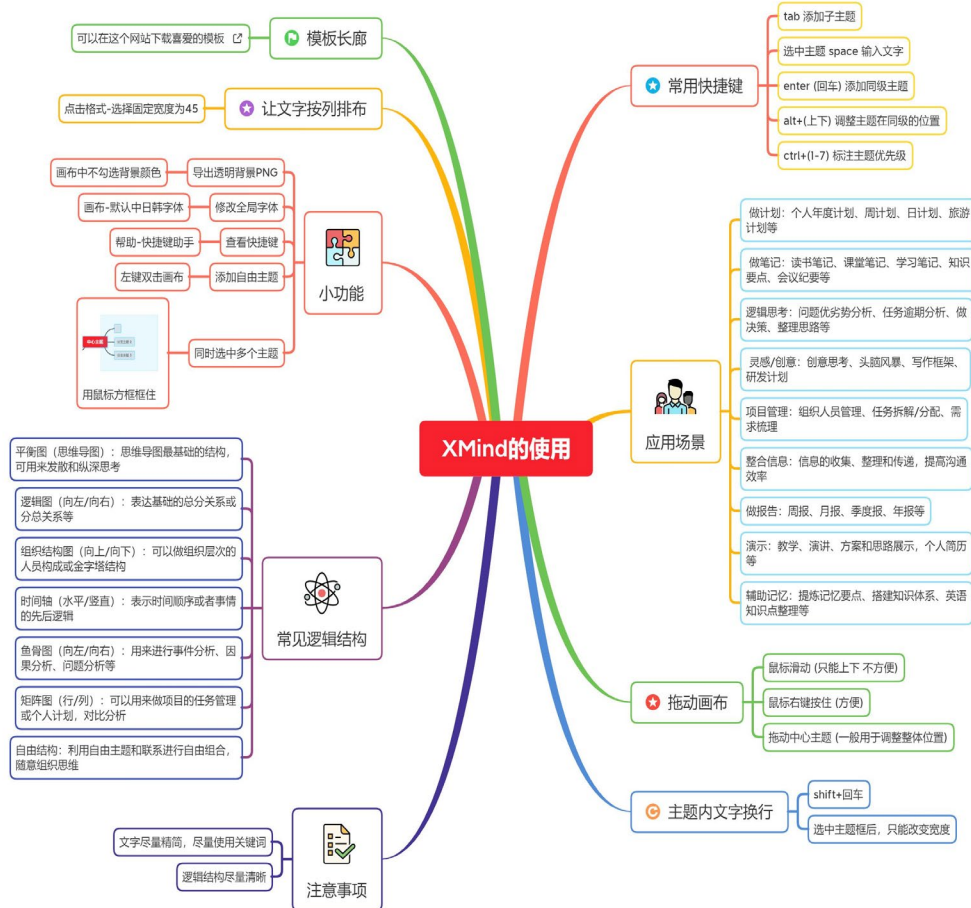 XMind的使用
常用快捷键
tab 添加子主题
选中主题 space 输入文字
enter (回车) 添加同级主题
alt+(上下) 调整主题在同级的位置
ctrl+(1-7) 标注主题优先级
应用场景
做计划：个人年度计划、周计划、日计划、旅游
计划等
做笔记：读书笔记、课堂笔记、学习笔记、知识
要点、会议纪要等
逻辑思考：问题优劣势分析、任务逾期分析、做
决策、整理思路等
灵感/创意：创意思考、头脑风暴、写作框架、
研发计划
项目管理：组织人员管理、任务拆解/分配、需
求梳理
整合信息：信息的收集、整理和传递，提高沟通
效率
做报告：周报、月报、季度报、年报等
演示：教学、演讲、方案和思路展示，个人简历
等
辅助记忆：提炼记忆要点、搭建知识体系、英语
知识点整理等
拖动画布
鼠标滑动 (只能上下 不方便)
鼠标右键按住 (方便)
拖动中心主题 (一般用于调整整体位置)
主题内文字换行
shift+回车
选中主题框后，只能改变宽度
模板长廊
可以在这个网站下载喜爱的模板
让文字按列排布
点击格式-选择固定宽度为45
小功能
导出透明背景PNG
画布中不勾选背景颜色
修改全局字体
画布-默认中日韩字体
查看快捷键
帮助-快捷键助手
添加自由主题
左键双击画布
同时选中多个主题
中心主题
用鼠标方框框住
常见逻辑结构
平衡图（思维导图）：思维导图最基础的结构，
可用来发散和纵深思考
逻辑图（向左/向右）：表达基础的总分关系或
分总关系等
组织结构图（向上/向下）：可以做组织层次的
人员构成或金字塔结构
时间轴（水平/竖直）：表示时间顺序或者事情
的先后逻辑
鱼骨图（向左/向右）：用来进行事件分析、因
果分析、问题分析等
矩阵图（行/列）：可以用来做项目的任务管理
或个人计划，对比分析
自由结构：利用自由主题和联系进行自由组合，
随意组织思维
注意事项
文字尽量精简，尽量使用关键词
逻辑结构尽量清晰